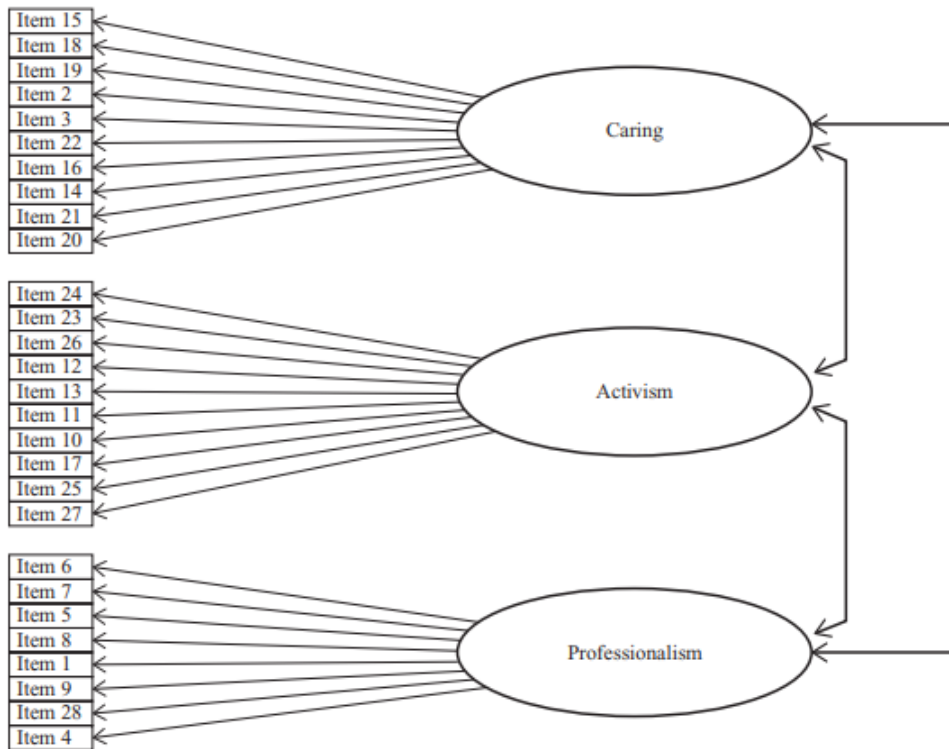 Item 15
Item 18
Item 19
Item 2
Item 3
Item 22
Item 16
Item 14
Item 21
Item 20
Caring
Item 24
Item 23
Item 26
Item 12
Item 13
Item 11
Item 10
Item 17
Item 25
Item 27
Activism
Item 6
Item 7
Item 5
Item 8
Item 1
Item 9
Item 28
Item 4
Professionalism